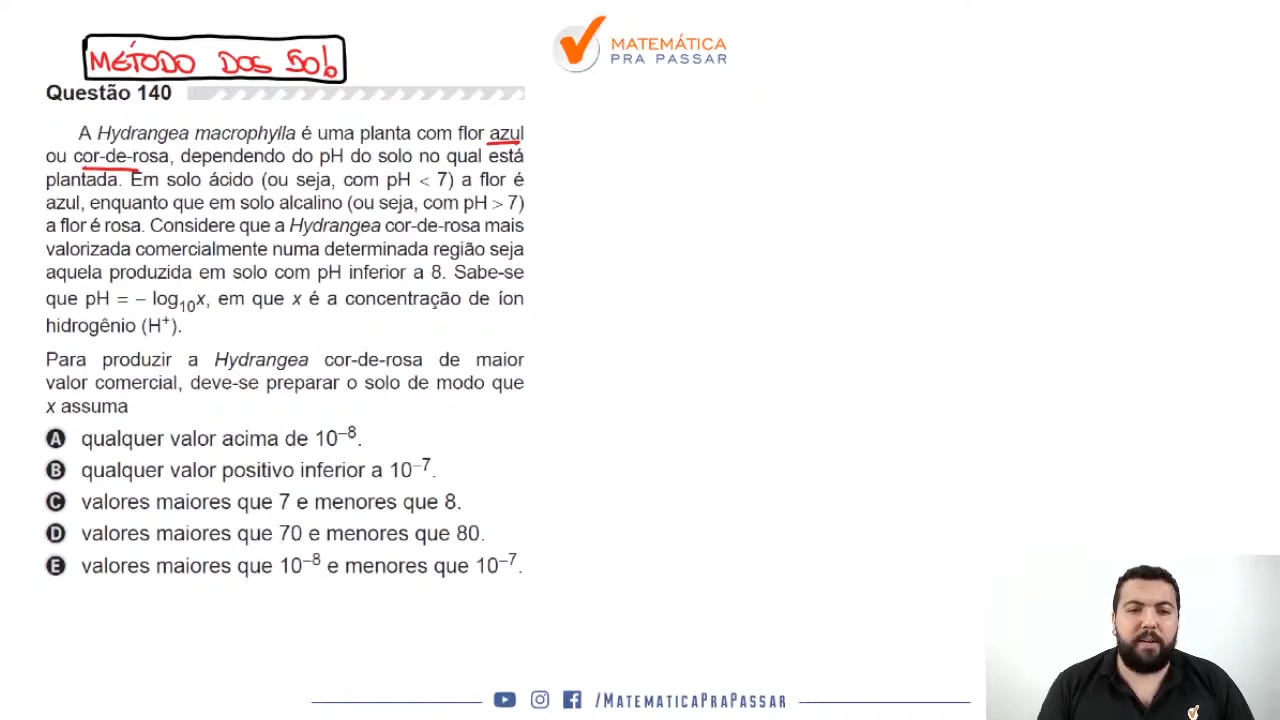 MÉTODO DOS 50%
MATEMÁTICA
PRA PASSAR
Questão 140
A Hydrangea macrophylla é uma planta com flor azul
ou cor-de-rosa, dependendo do pH do solo no qual está
plantada. Em solo ácido (ou seja, com pH < 7) a flor é
azul, enquanto que em solo alcalino (ou seja, com pH > 7)
a flor é rosa. Considere que a Hydrangea cor-de-rosa mais
valorizada comercialmente numa determinada região seja
aquela produzida em solo com pH inferior a 8. Sabe-se
que pH = – log₁₀x, em que x é a concentração de íon
hidrogênio (H⁺).
Para produzir a Hydrangea cor-de-rosa de maior
valor comercial, deve-se preparar o solo de modo que
x assuma
A qualquer valor acima de 10⁻⁸.
B qualquer valor positivo inferior a 10⁻⁷.
C valores maiores que 7 e menores que 8.
D valores maiores que 70 e menores que 80.
E valores maiores que 10⁻⁸ e menores que 10⁻⁷.
/MATEMATICAPRAPASSAR